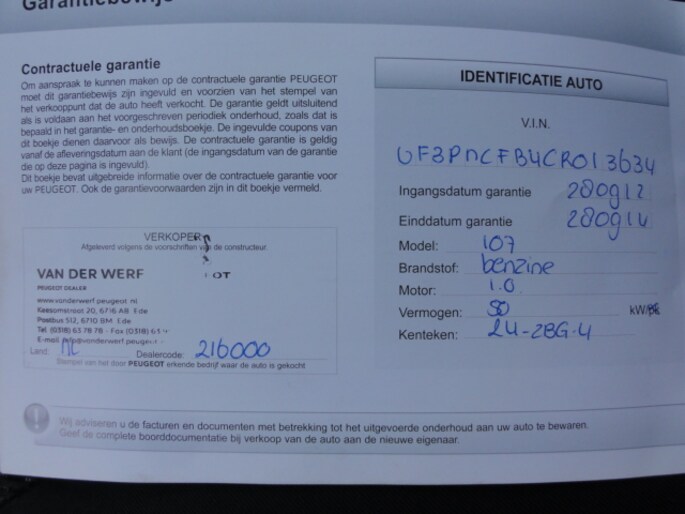 Garantiebewijs
Contractuele garantie
Om aanspraak te kunnen maken op de contractuele garantie PEUGEOT
moet dit garantiebewijs zijn ingevuld en voorzien van het stempel van
het verkooppunt dat de auto heeft verkocht. De garantie geldt uitsluitend
als is voldaan aan het voorgeschreven periodiek onderhoud, zoals dat is
bepaald in het garantie- en onderhoudsboekje. De ingevulde coupons van
dit boekje dienen daarvoor als bewijs. De contractuele garantie is geldig
vanaf de afleveringsdatum aan de klant (de ingangsdatum van de garantie
die op deze pagina is ingevuld).
Dit boekje bevat uitgebreide informatie over de contractuele garantie voor
uw PEUGEOT. Ook de garantievoorwaarden zijn in dit boekje vermeld.
VERKOPER
Afgeleverd volgens de voorschriften van de constructeur.
VAN DER WERF OT
PEUGEOT DEALER
www.vanderwerf.peugeot.nl
Keesomstraat 20, 6716 AB Ede
Postbus 512, 6710 BM Ede
Tel. (0318) 63 78 78 - Fax (0318) 63
E-mail info@vanderwerf.peugeot.
Land: NL Dealercode: 216000
Stempel van het door PEUGEOT erkende bedrijf waar de auto is gekocht
IDENTIFICATIE AUTO
V.I.N.
VF3PNCFB4CR013634
Ingangsdatum garantie 280912
Einddatum garantie 280914
Model: 107
Brandstof: benzine
Motor: 1.0
Vermogen: 50 kW/PK
Kenteken: 24-ZBG-4
Wij adviseren u de facturen en documenten met betrekking tot het uitgevoerde onderhoud aan uw auto te bewaren.
Geef de complete boorddocumentatie bij verkoop van de auto aan de nieuwe eigenaar.